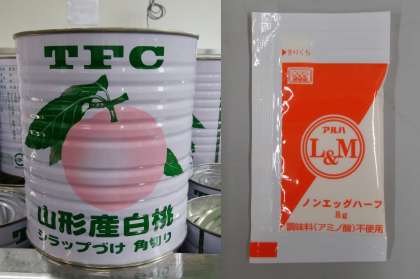 TFC
山形産白桃
シラップづけ 角切り
▶きりくち
アルハ
L&M
ノンエッグハーフ
8g
調味料(アミノ酸)不使用